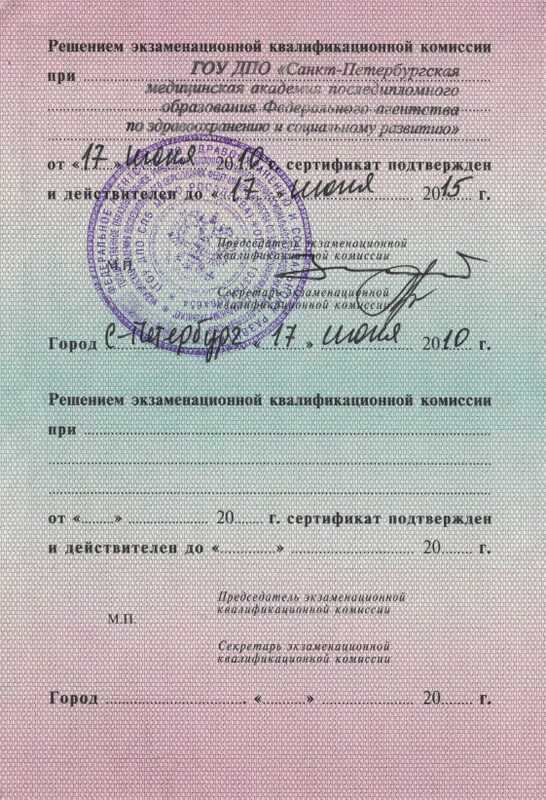 Решением экзаменационной квалификационной комиссии
при ГОУ ДПО «Санкт-Петербургская
медицинская академия последипломного
образования Федерального агентства
по здравоохранению и социальному развитию»
от «17» июня 2010 г. сертификат подтвержден
и действителен до «17» июня 2015 г.
Председатель экзаменационной
квалификационной комиссии
М.П.
Секретарь экзаменационной
квалификационной комиссии
Город С-Петербург «17» июня 2010 г.
Решением экзаменационной квалификационной комиссии
при
от «........» ........ 20........ г. сертификат подтвержден
и действителен до «........» ........ 20........ г.
Председатель экзаменационной
квалификационной комиссии
М.П.
Секретарь экзаменационной
квалификационной комиссии
Город ........ «........» ........ 20........ г.